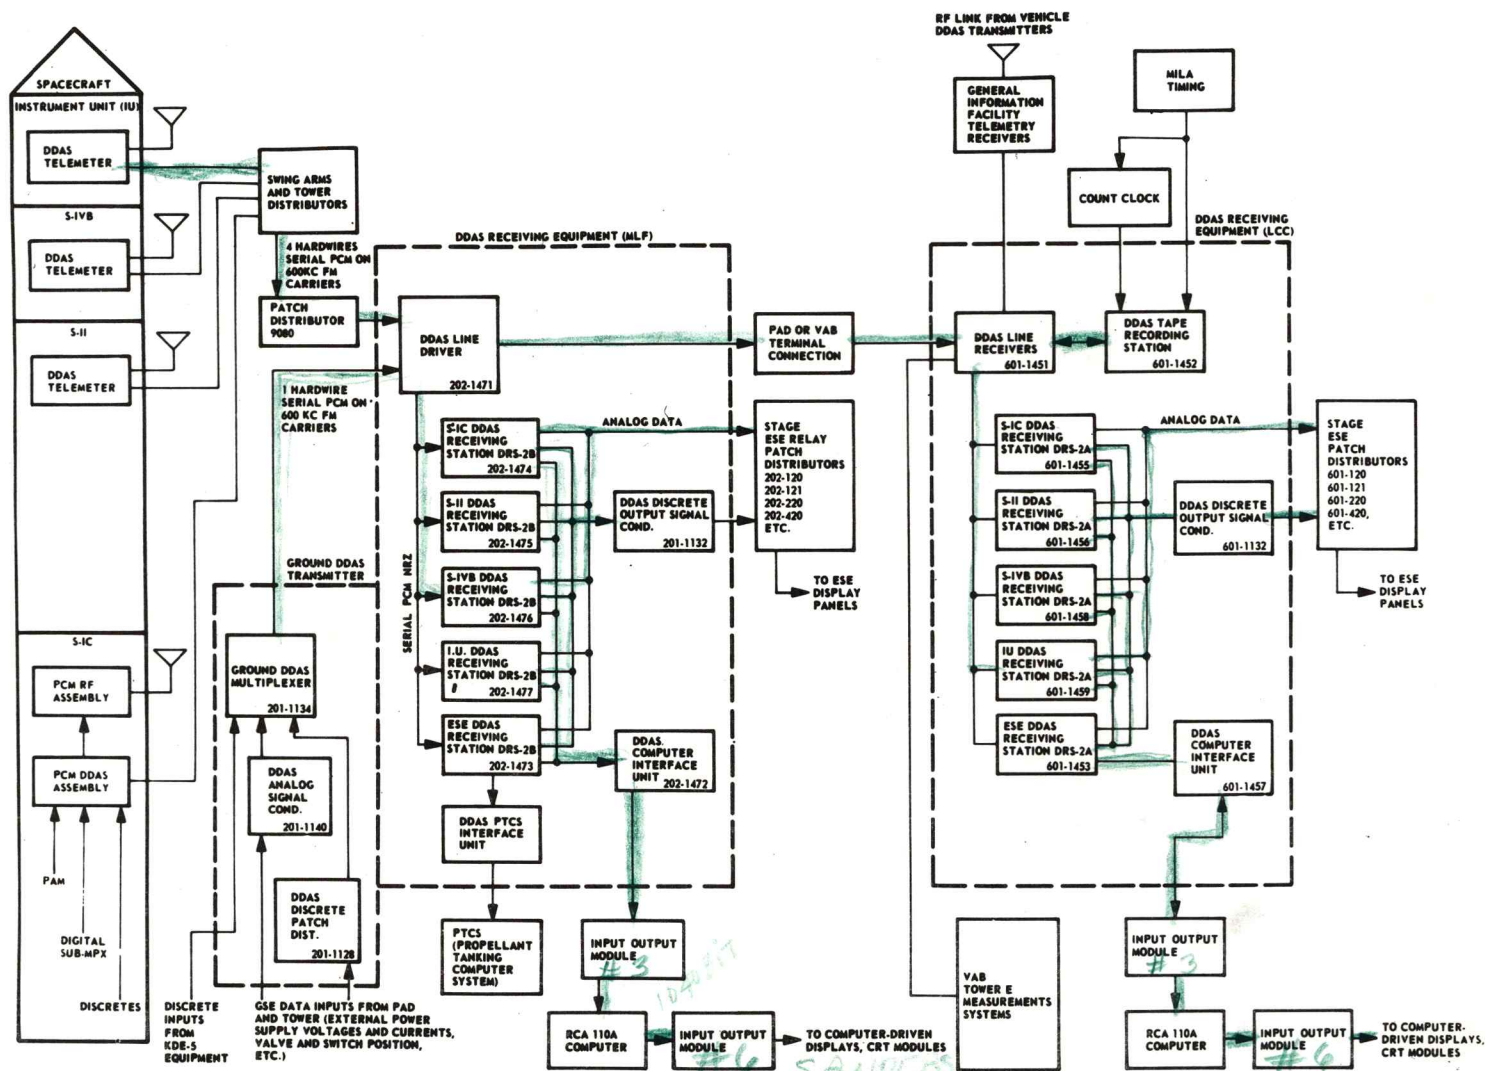 RF LINK FROM VEHICLE
DDAS TRANSMITTERS
SPACECRAFT
INSTRUMENT UNIT (IU)
DDAS
TELEMETER
S-IVB
DDAS
TELEMETER
S-II
DDAS
TELEMETER
S-IC
PCM RF
ASSEMBLY
PCM DDAS
ASSEMBLY
PAM
DIGITAL
SUB-MPX
DISCRETES
SWING ARMS
AND TOWER
DISTRIBUTORS
4 HARDWIRES
SERIAL PCM ON
600KC FM
CARRIERS
PATCH
DISTRIBUTOR
9080
1 HARDWIRE
SERIAL PCM ON
600 KC FM
CARRIERS
GROUND DDAS
TRANSMITTER
GROUND DDAS
MULTIPLEXER
201-1134
DDAS
ANALOG
SIGNAL
COND.
201-1140
DDAS
DISCRETE
PATCH
DIST.
201-1128
DISCRETE
INPUTS
FROM
KDE-5
EQUIPMENT
GSE DATA INPUTS FROM PAD
AND TOWER (EXTERNAL POWER
SUPPLY VOLTAGES AND CURRENTS,
VALVE AND SWITCH POSITION,
ETC.)
DDAS RECEIVING EQUIPMENT (MLF)
DDAS LINE
DRIVER
202-1471
SERIAL PCM NRZ
S-IC DDAS
RECEIVING
STATION DRS-2B
202-1474
S-II DDAS
RECEIVING
STATION DRS-2B
202-1475
S-IVB DDAS
RECEIVING
STATION DRS-2B
202-1476
I.U. DDAS
RECEIVING
STATION DRS-2B
202-1477
ESE DDAS
RECEIVING
STATION DRS-2B
202-1473
DDAS PTCS
INTERFACE
UNIT
PTCS
(PROPELLANT
TANKING
COMPUTER
SYSTEM)
ANALOG DATA
DDAS DISCRETE
OUTPUT SIGNAL
COND.
201-1132
DDAS
COMPUTER
INTERFACE
UNIT
202-1472
INPUT OUTPUT
MODULE
# 3
RCA 110A
COMPUTER
INPUT OUTPUT
MODULE
#6
TO COMPUTER-DRIVEN
DISPLAYS, CRT MODULES
PAD OR VAB
TERMINAL
CONNECTION
STAGE
ESE RELAY
PATCH
DISTRIBUTORS
202-120
202-121
202-220
202-420
ETC.
TO ESE
DISPLAY
PANELS
GENERAL
INFORMATION
FACILITY
TELEMETRY
RECEIVERS
MILA
TIMING
COUNT CLOCK
DDAS RECEIVING
EQUIPMENT (LCC)
DDAS LINE
RECEIVERS
601-1451
DDAS TAPE
RECORDING
STATION
601-1452
S-IC DDAS
RECEIVING
STATION DRS-2A
601-1455
S-II DDAS
RECEIVING
STATION DRS-2A
601-1456
S-IVB DDAS
RECEIVING
STATION DRS-2A
601-1458
IU DDAS
RECEIVING
STATION DRS-2A
601-1459
ESE DDAS
RECEIVING
STATION DRS-2A
601-1453
ANALOG DATA
DDAS DISCRETE
OUTPUT SIGNAL
COND.
601-1132
DDAS
COMPUTER
INTERFACE
UNIT
601-1457
STAGE
ESE
PATCH
DISTRIBUTORS
601-120
601-121
601-220
601-420,
ETC.
TO ESE
DISPLAY
PANELS
VAB
TOWER E
MEASUREMENTS
SYSTEMS
INPUT OUTPUT
MODULE
# 3
RCA 110A
COMPUTER
INPUT OUTPUT
MODULE
#6
TO COMPUTER-
DRIVEN DISPLAYS,
CRT MODULES